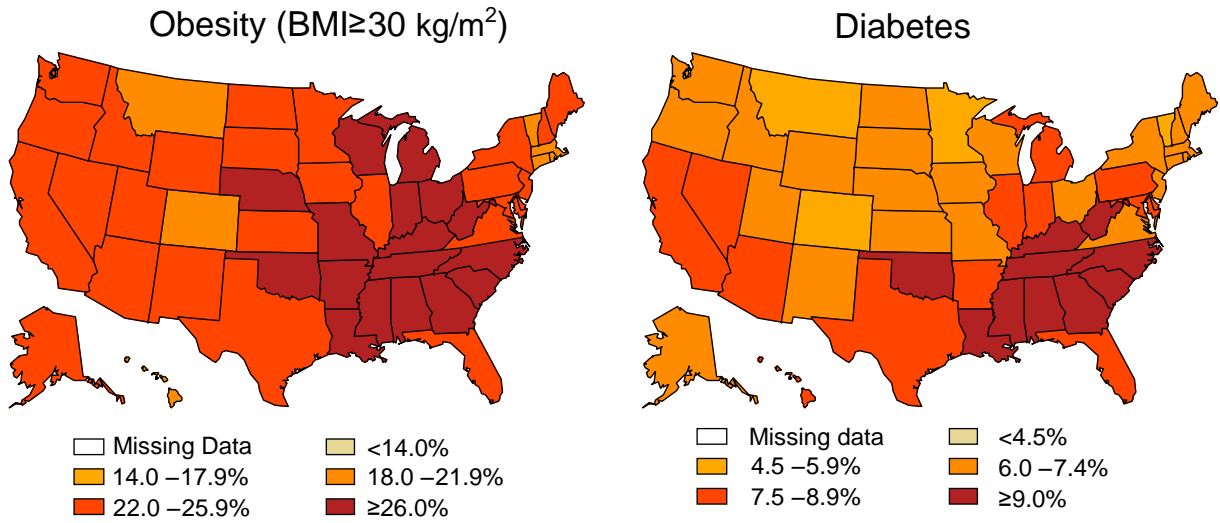 Obesity (BMI≥30 kg/m²)
Diabetes
Missing Data
<14.0%
14.0 –17.9%
18.0 –21.9%
22.0 –25.9%
≥26.0%
Missing data
<4.5%
4.5 –5.9%
6.0 –7.4%
7.5 –8.9%
≥9.0%